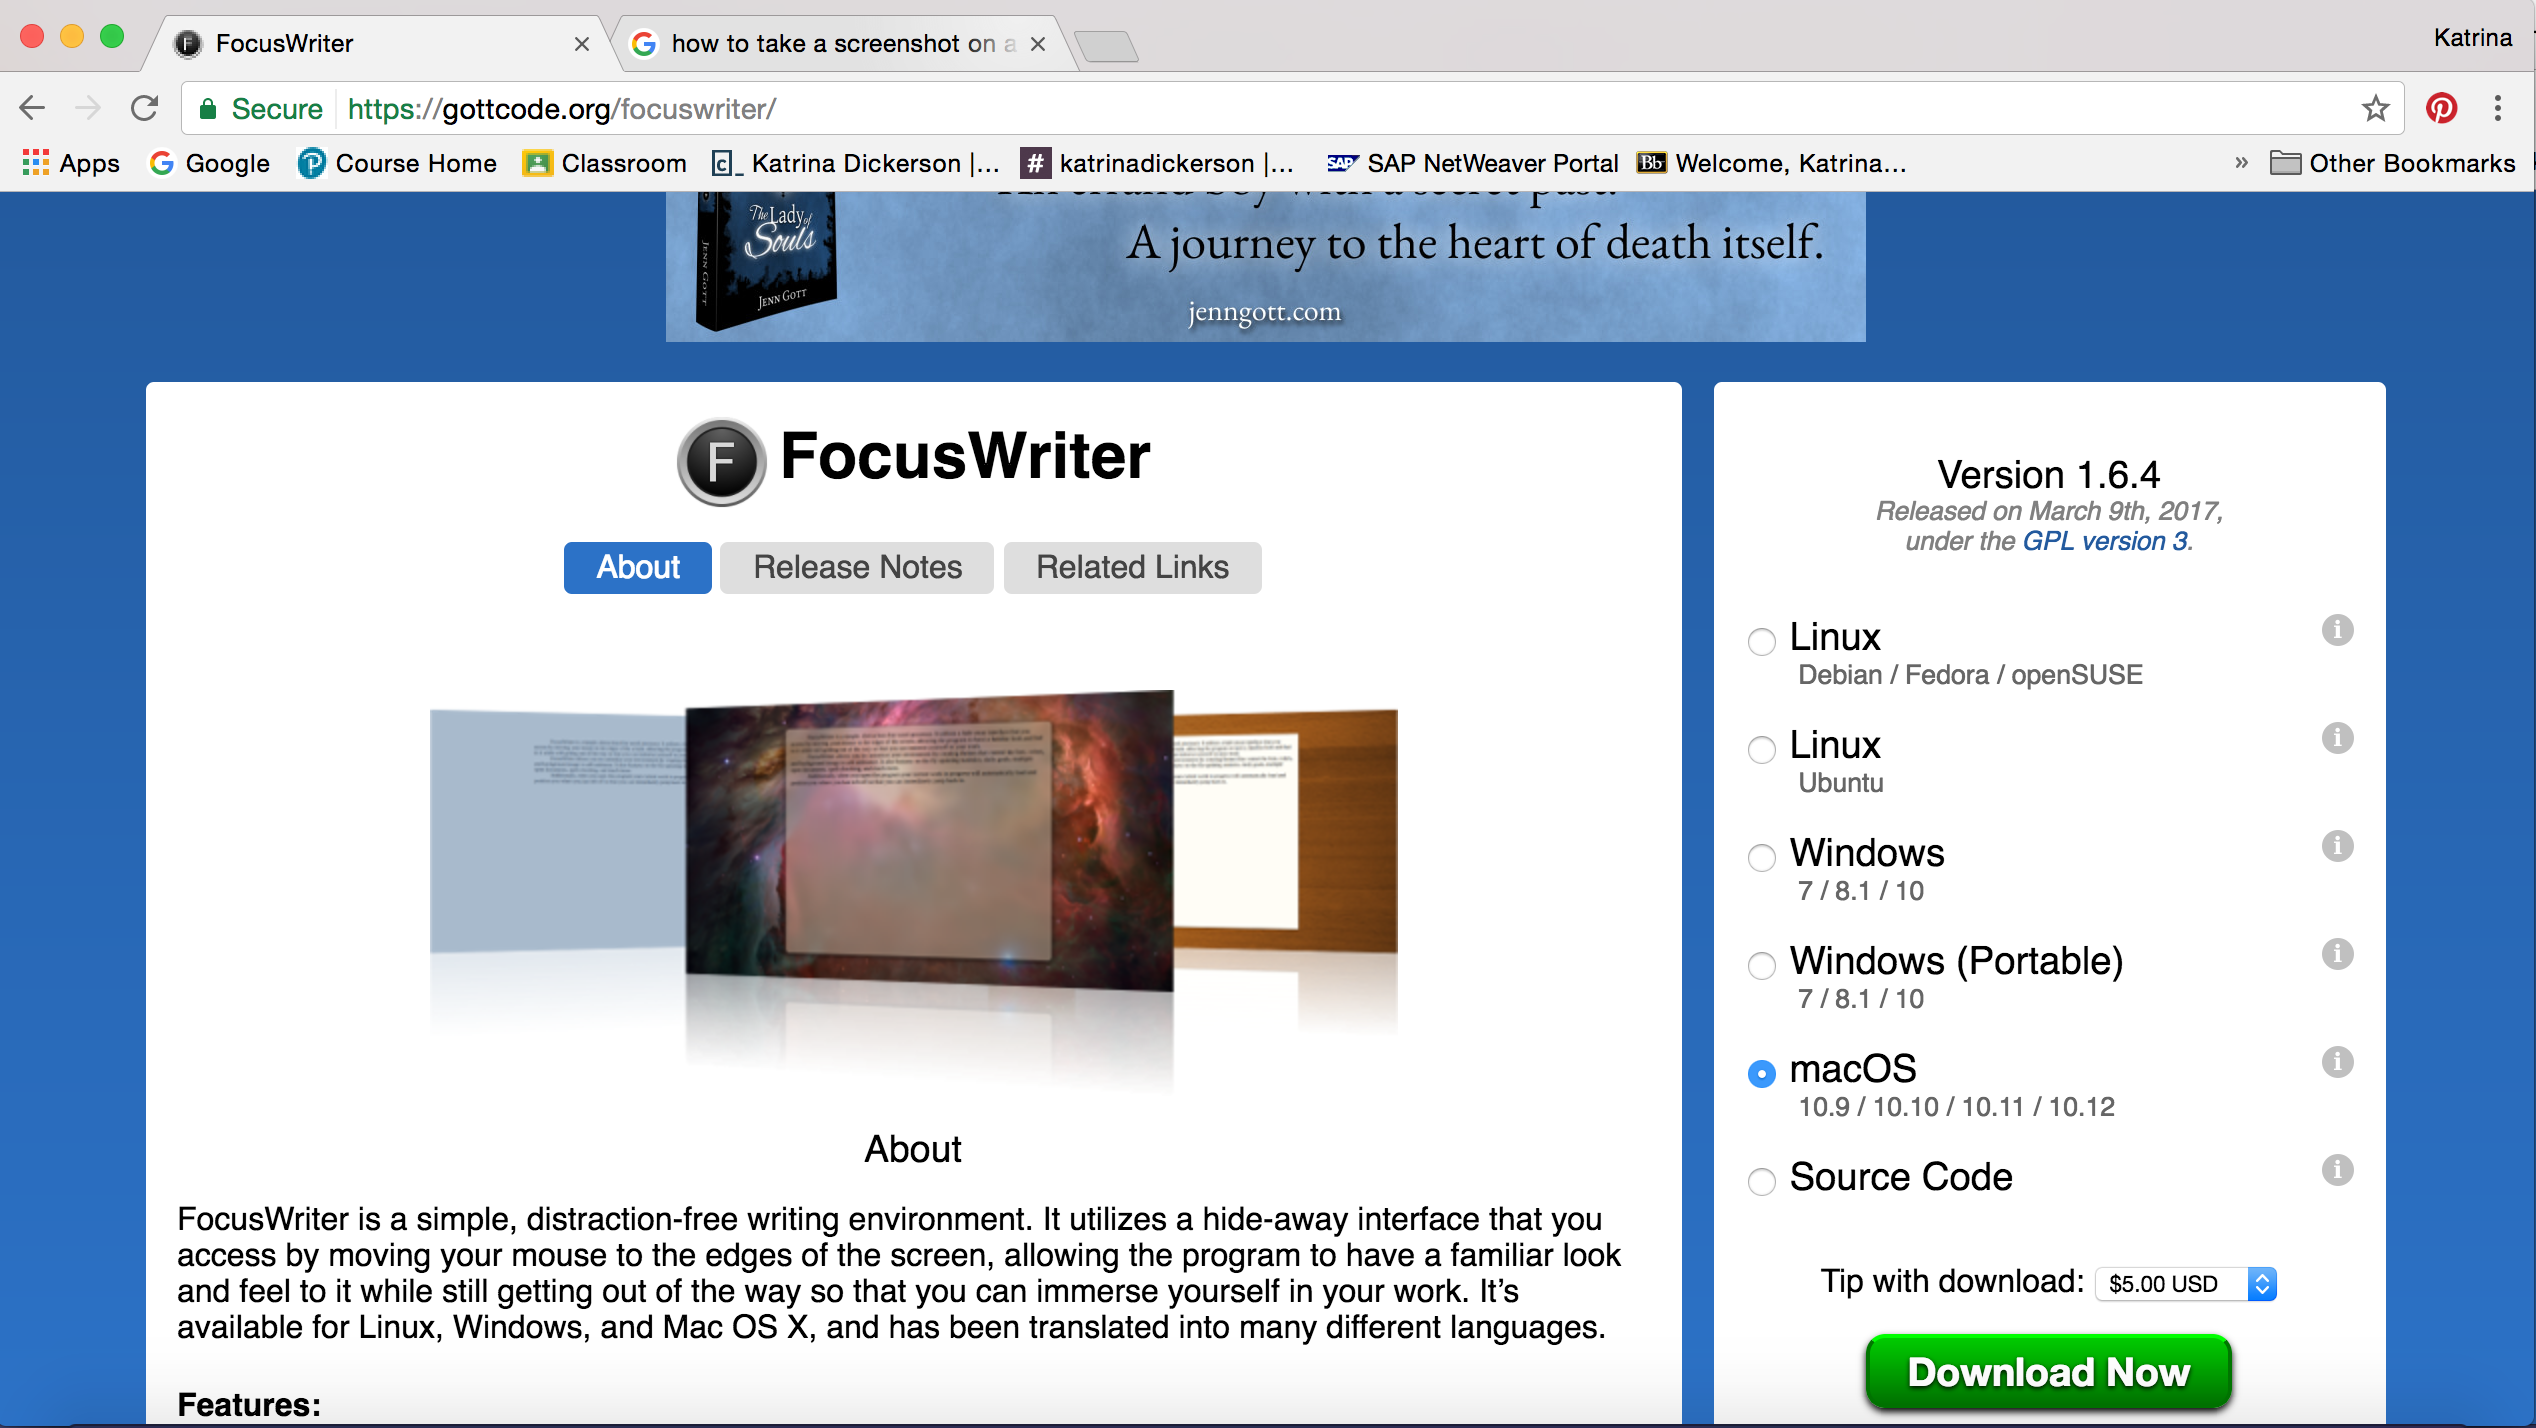 FocusWriter
how to take a screenshot on a
Katrina
Secure
https://gottcode.org/focuswriter/
Apps
Google
Course Home
Classroom
Katrina Dickerson |...
katrinadickerson |...
SAP NetWeaver Portal
Welcome, Katrina...
»
Other Bookmarks
The Lady of
Souls
JENN GOTT
JENN GOTT
A journey to the heart of death itself.
jenngott.com
FocusWriter
About
Release Notes
Related Links
About
FocusWriter is a simple, distraction-free writing environment. It utilizes a hide-away interface that you
access by moving your mouse to the edges of the screen, allowing the program to have a familiar look
and feel to it while still getting out of the way so that you can immerse yourself in your work. It’s
available for Linux, Windows, and Mac OS X, and has been translated into many different languages.
Features:
Version 1.6.4
Released on March 9th, 2017,
under the GPL version 3.
Linux
Debian / Fedora / openSUSE
Linux
Ubuntu
Windows
7 / 8.1 / 10
Windows (Portable)
7 / 8.1 / 10
macOS
10.9 / 10.10 / 10.11 / 10.12
Source Code
Tip with download: $5.00 USD
Download Now